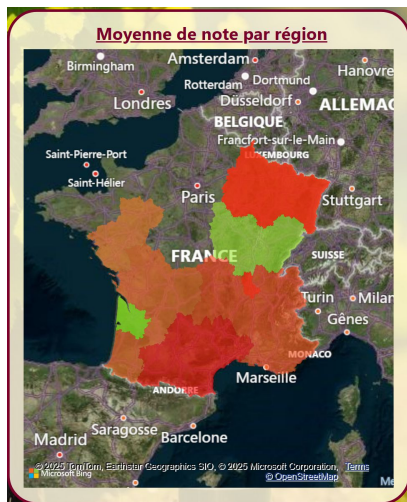 Moyenne de note par région
Amsterdam
Birmingham
Hanovre
Rotterdam
Dortmund
Londres
Düsseldorf
ALLEMAG
BELGIQUE
Francfort-sur-le-Main
Saint-Pierre-Port
LUXEMBOURG
Saint-Hélier
Paris
Stuttgart
FRANCE
SUISSE
Turin
Milan
Gênes
MONACO
Marseille
ANDORRE
Saragosse
Barcelone
Madrid
© 2025 TomTom, Earthstar Geographics SIO, © 2025 Microsoft Corporation, Terms
Microsoft Bing
© OpenStreetMap
Me